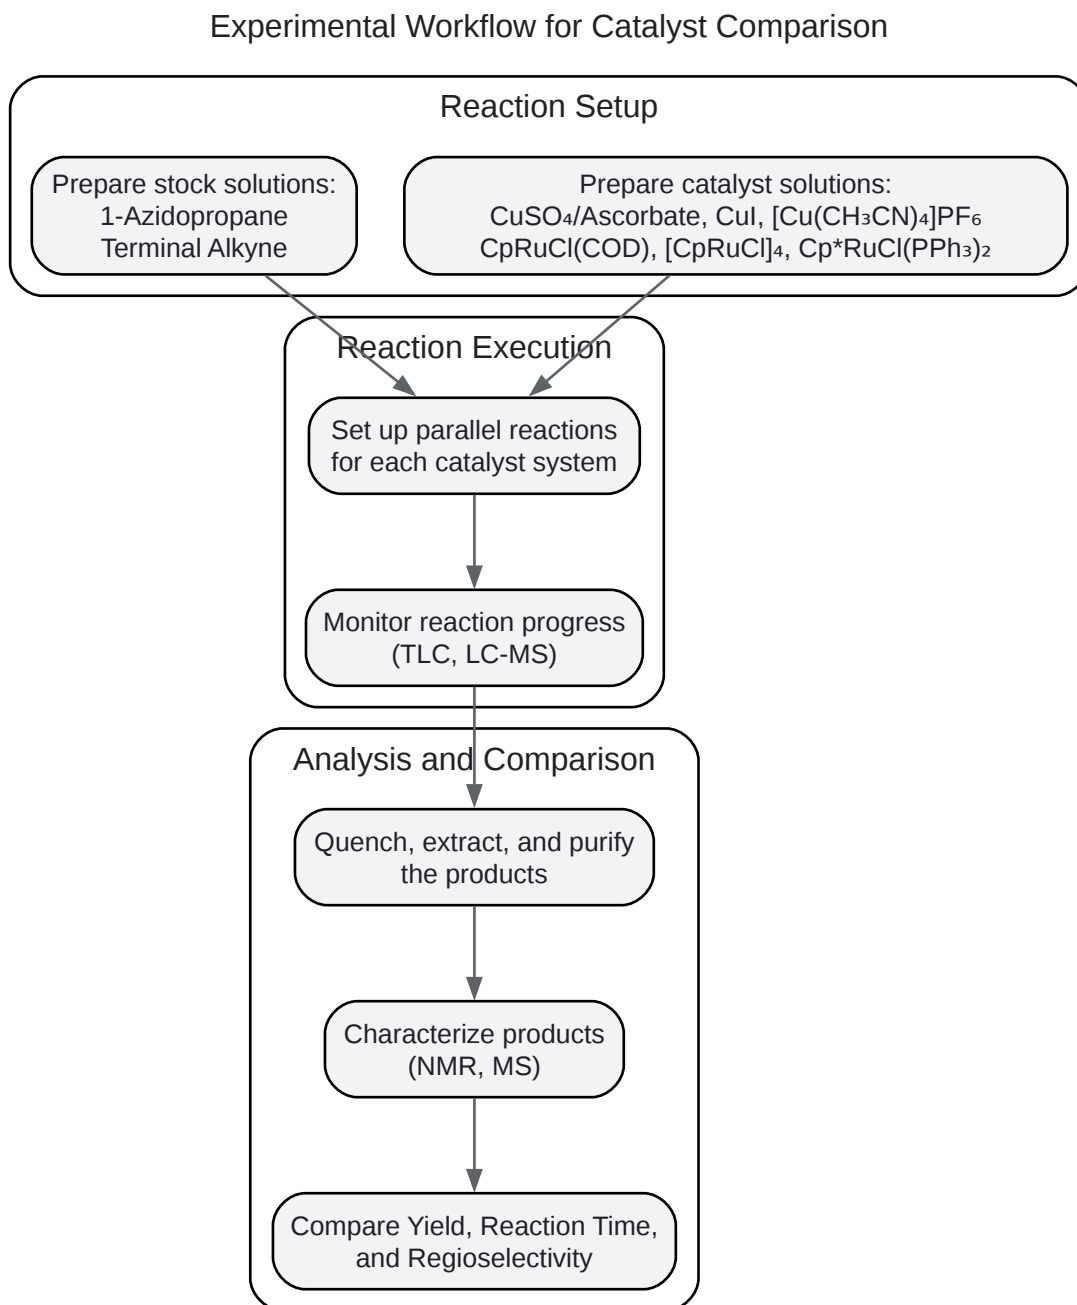 Experimental Workflow for Catalyst Comparison
Reaction Setup
Prepare stock solutions:
1-Azidopropane
Terminal Alkyne
Prepare catalyst solutions:
CuSO₄/Ascorbate, CuI, [Cu(CH₃CN)₄]PF₆
CpRuCl(COD), [CpRuCl]₄, Cp*RuCl(PPh₃)₂
Reaction Execution
Set up parallel reactions
for each catalyst system
Monitor reaction progress
(TLC, LC-MS)
Analysis and Comparison
Quench, extract, and purify
the products
Characterize products
(NMR, MS)
Compare Yield, Reaction Time,
and Regioselectivity